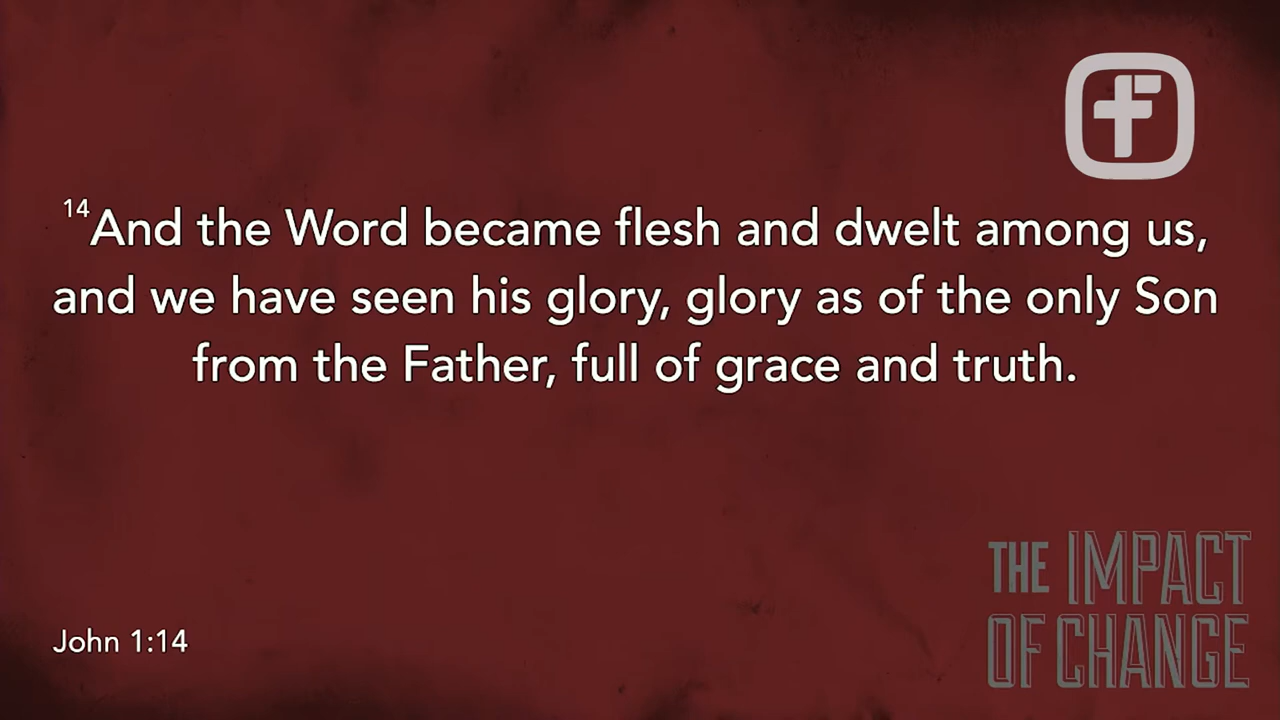 14And the Word became flesh and dwelt among us,
and we have seen his glory, glory as of the only Son
from the Father, full of grace and truth.
John 1:14
THE IMPACT
OF CHANGE